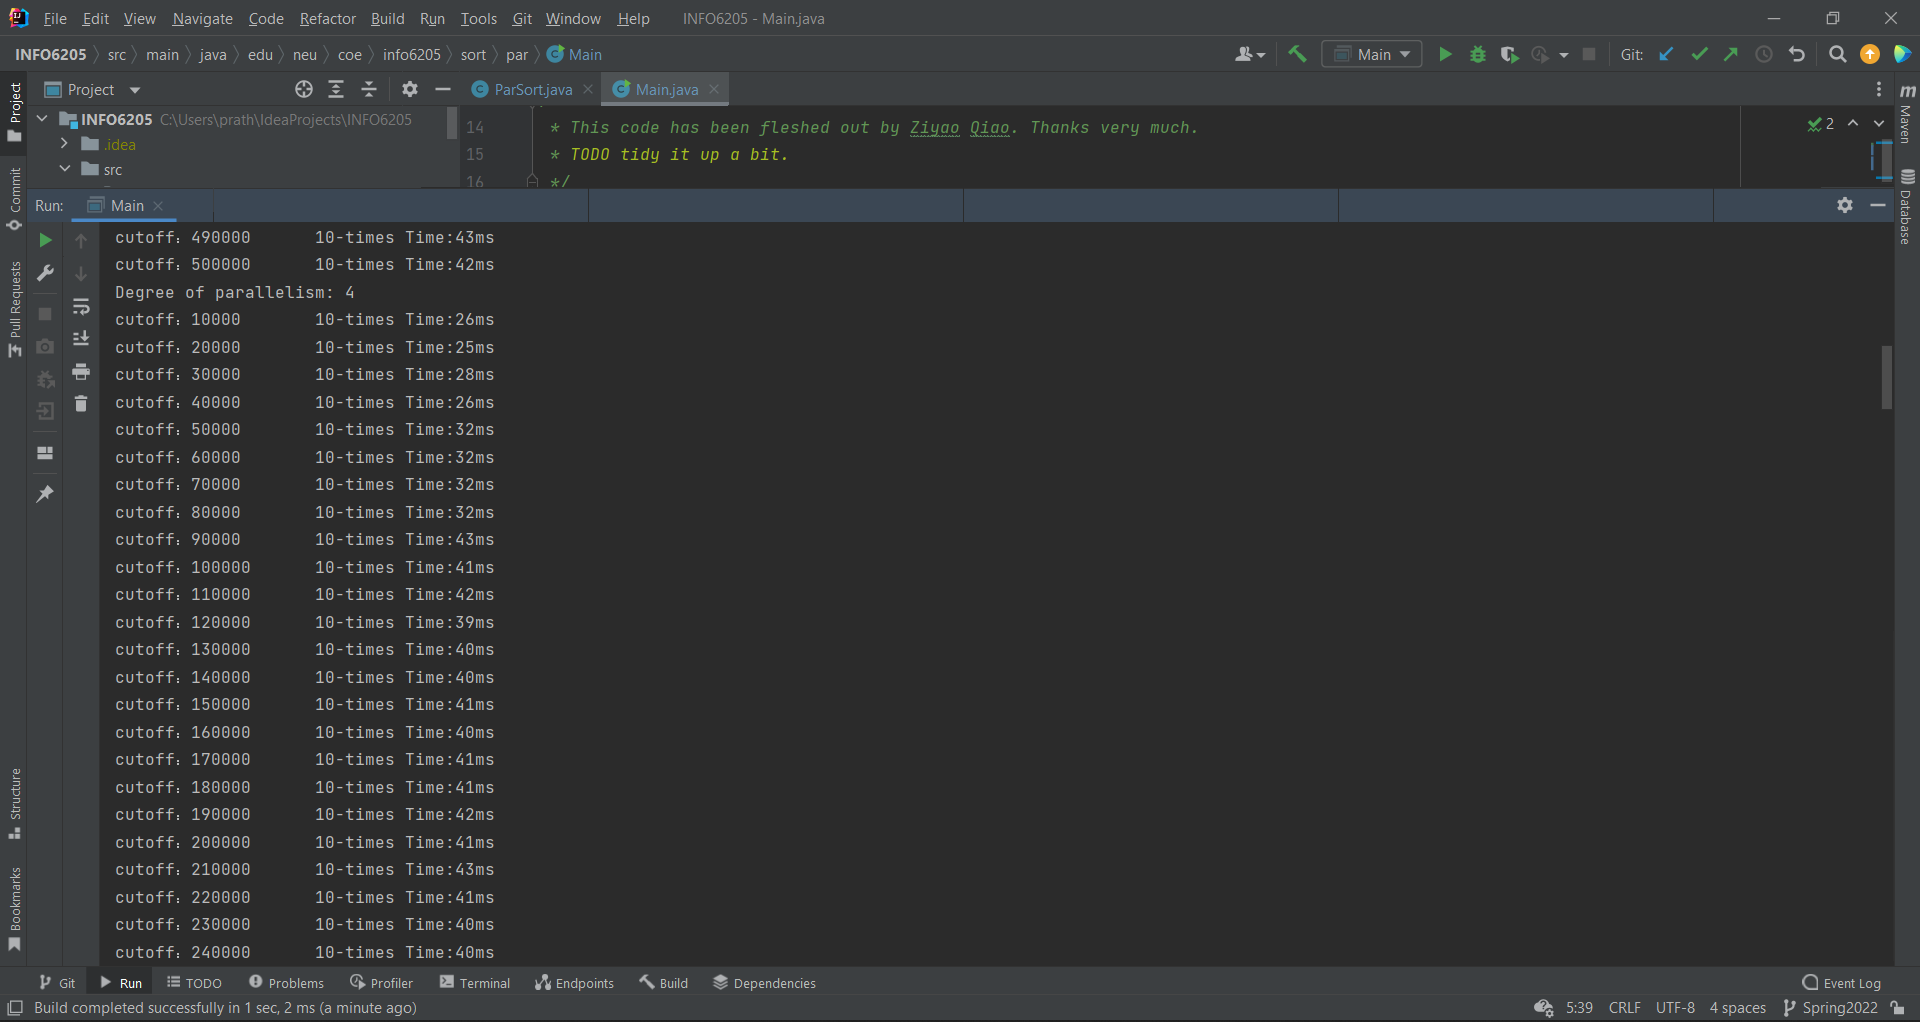 File Edit View Navigate Code Refactor Build Run Tools Git Window Help INFO6205 - Main.java
INFO6205 src main java edu neu coe info6205 sort par Main
Main Git:
Project ParSort.java Main.java
INFO6205 C:\Users\prath\IdeaProjects\INFO6205
.idea
src
14 * This code has been fleshed out by Ziyao Qiao. Thanks very much.
15 * TODO tidy it up a bit.
16 */
2
Run: Main
cutoff：490000 10-times Time:43ms
cutoff：500000 10-times Time:42ms
Degree of parallelism: 4
cutoff：10000 10-times Time:26ms
cutoff：20000 10-times Time:25ms
cutoff：30000 10-times Time:28ms
cutoff：40000 10-times Time:26ms
cutoff：50000 10-times Time:32ms
cutoff：60000 10-times Time:32ms
cutoff：70000 10-times Time:32ms
cutoff：80000 10-times Time:32ms
cutoff：90000 10-times Time:43ms
cutoff：100000 10-times Time:41ms
cutoff：110000 10-times Time:42ms
cutoff：120000 10-times Time:39ms
cutoff：130000 10-times Time:40ms
cutoff：140000 10-times Time:40ms
cutoff：150000 10-times Time:41ms
cutoff：160000 10-times Time:40ms
cutoff：170000 10-times Time:41ms
cutoff：180000 10-times Time:41ms
cutoff：190000 10-times Time:42ms
cutoff：200000 10-times Time:41ms
cutoff：210000 10-times Time:43ms
cutoff：220000 10-times Time:41ms
cutoff：230000 10-times Time:40ms
cutoff：240000 10-times Time:40ms
Project
Commit
Pull Requests
Structure
Bookmarks
Maven
Database
Git Run TODO Problems Profiler Terminal Endpoints Build Dependencies Event Log
Build completed successfully in 1 sec, 2 ms (a minute ago) 5:39 CRLF UTF-8 4 spaces Spring2022